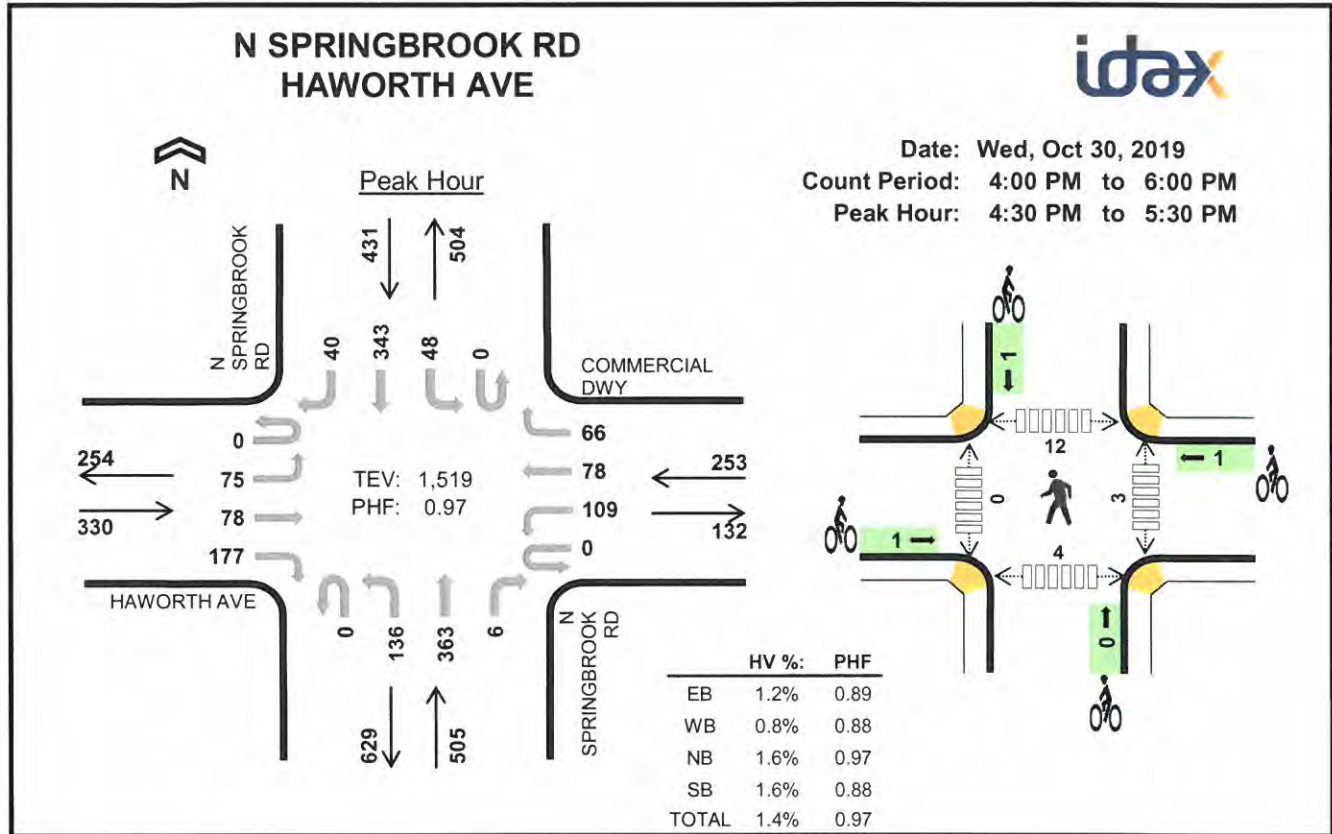 N SPRINGBROOK RD
HAWORTH AVE
idax
Date: Wed, Oct 30, 2019
Count Period: 4:00 PM to 6:00 PM
Peak Hour: 4:30 PM to 5:30 PM
N
Peak Hour
431
504
N
SPRINGBROOK
RD
40
343
48
0
COMMERCIAL
DWY
0
75
78
177
254
330
TEV: 1,519
PHF: 0.97
66
78
109
0
253
132
HAWORTH AVE
0
136
363
6
N
SPRINGBROOK
RD
629
505
1
12
1
0
3
1
4
0
HV %: PHF
EB 1.2% 0.89
WB 0.8% 0.88
NB 1.6% 0.97
SB 1.6% 0.88
TOTAL 1.4% 0.97